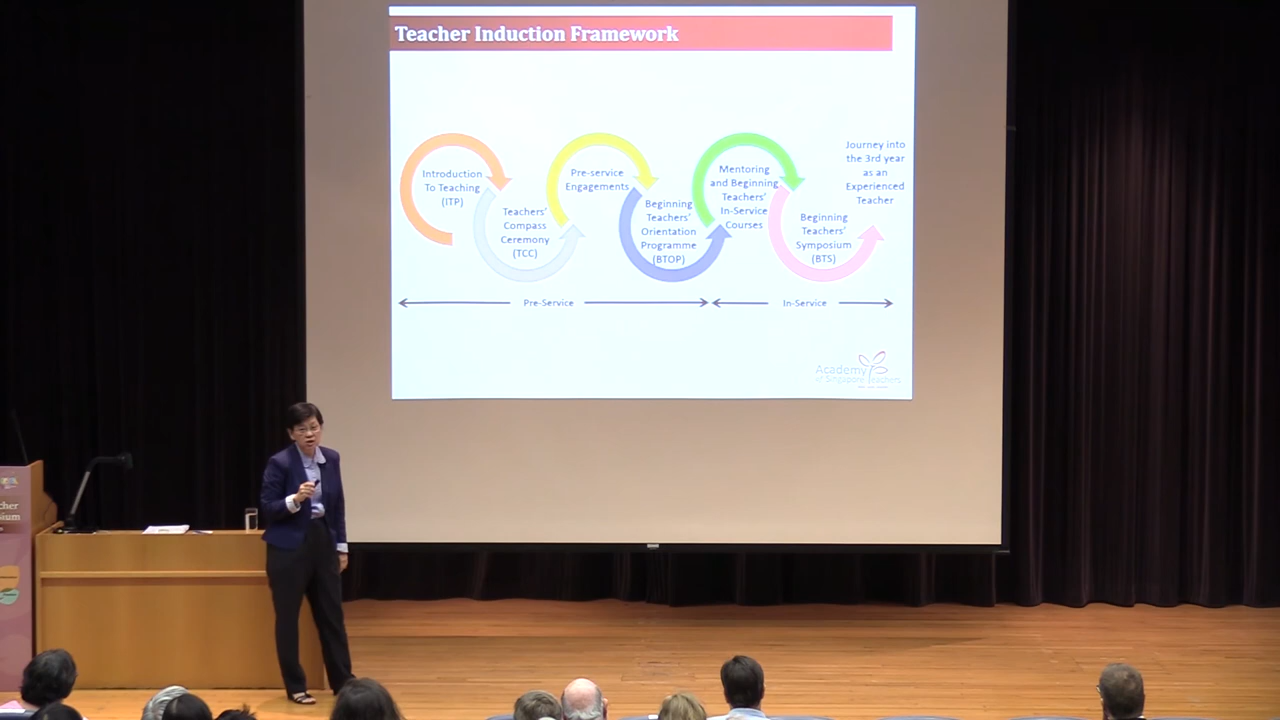 Teacher Induction Framework
Introduction
To Teaching
(ITP)
Teachers'
Compass
Ceremony
(TCC)
Pre-service
Engagements
Beginning
Teachers'
Orientation
Programme
(BTOP)
Mentoring
and Beginning
Teachers'
In-Service
Courses
Beginning
Teachers'
Symposium
(BTS)
Journey into
the 3rd year
as an
Experienced
Teacher
Pre-Service
In-Service
Academy
of Singapore Teachers
cher